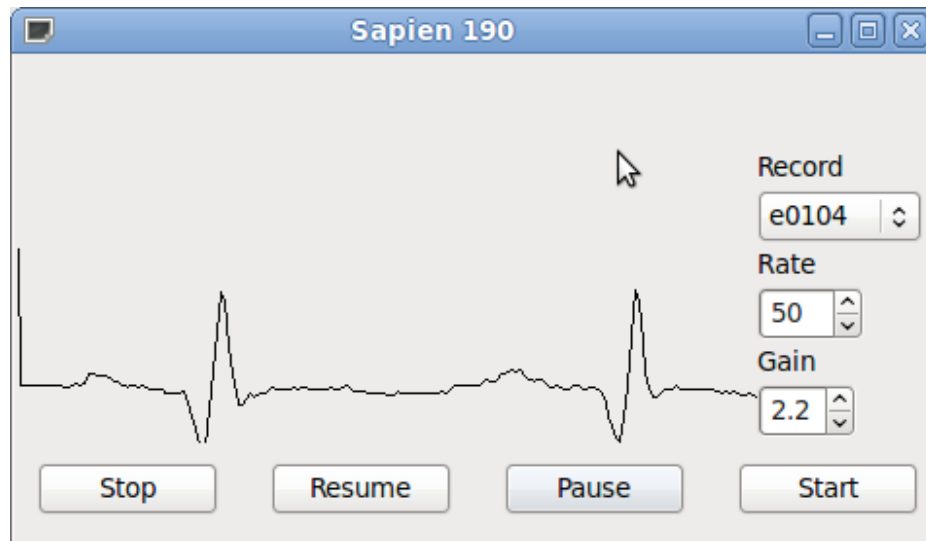 Sapien 190
Record
e0104
Rate
50
Gain
2.2
Stop Resume Pause Start